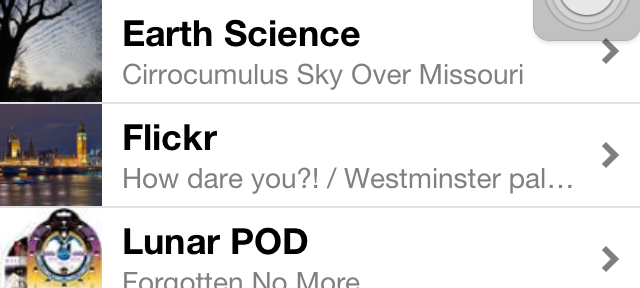 Earth Science
Cirrocumulus Sky Over Missouri
Flickr
How dare you?! / Westminster pal...
Lunar POD
Forgotten No More